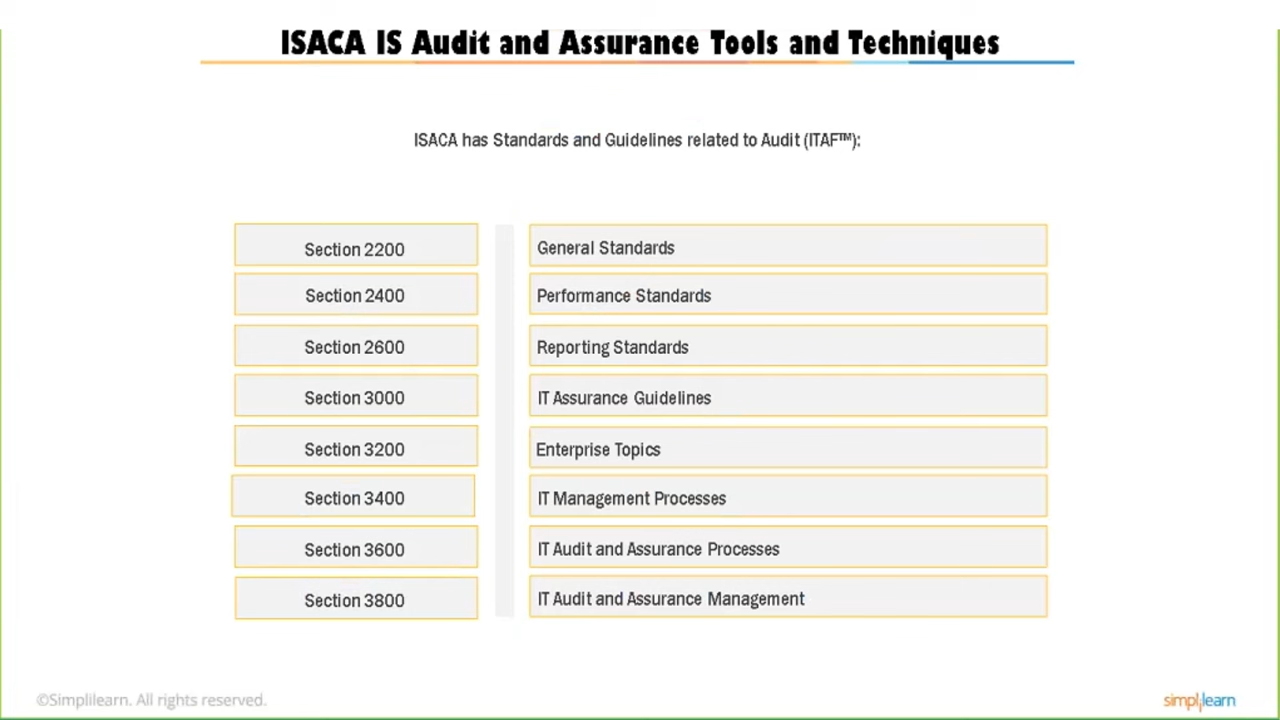 ISACA IS Audit and Assurance Tools and Techniques
ISACA has Standards and Guidelines related to Audit (ITAF™):
Section 2200 General Standards
Section 2400 Performance Standards
Section 2600 Reporting Standards
Section 3000 IT Assurance Guidelines
Section 3200 Enterprise Topics
Section 3400 IT Management Processes
Section 3600 IT Audit and Assurance Processes
Section 3800 IT Audit and Assurance Management
©Simplilearn. All rights reserved.
simplilearn